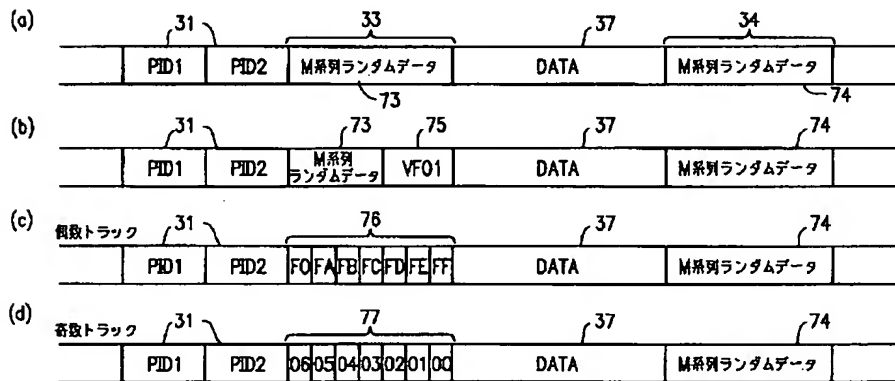 (a) 31 33 37 34
PID1 PID2 M系列ランダムデータ DATA M系列ランダムデータ
73 74
(b) 31 73 75 37 74
PID1 PID2 M系列ランダムデータ VFO1 DATA M系列ランダムデータ
(c) 偶数トラック 31 76 37 74
PID1 PID2 F0 FA FB FC FD FE FF DATA M系列ランダムデータ
(d) 奇数トラック 31 77 37 74
PID1 PID2 06 05 04 03 02 01 00 DATA M系列ランダムデータ